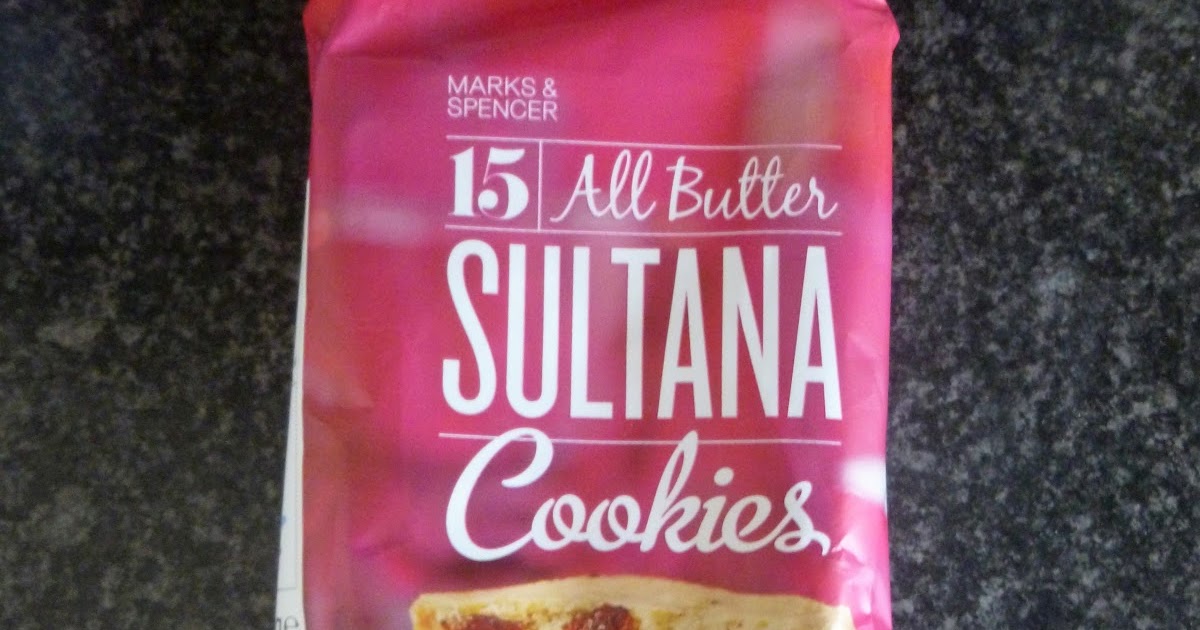 MARKS &
SPENCER
15 All Butter
SULTANA
Cookies